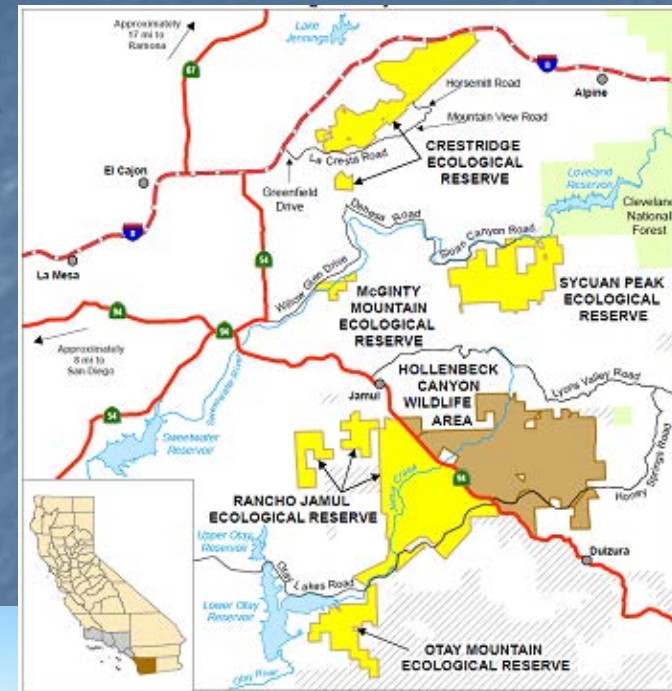 Approximately
17 mi to
Ramona
Lake
Jennings
67
8
Alpine
Horsemill Road
Mountain View Road
La Cresta Road
CRESTRIDGE
ECOLOGICAL
RESERVE
El Cajon
Greenfield
Drive
Loveland
Reservoir
Cleveland
National
Forest
Dehesa Road
Sloan Canyon Road
8
La Mesa
54
Willow Glen Drive
McGINTY
MOUNTAIN
ECOLOGICAL
RESERVE
SYCUAN PEAK
ECOLOGICAL
RESERVE
94
94
Approximately
8 mi to
San Diego
Sweetwater River
HOLLENBECK
CANYON
WILDLIFE
AREA
Jamul
Lyons Valley Road
54
Sweetwater
Reservoir
Honey Springs Road
94
Jamul Creek
RANCHO JAMUL
ECOLOGICAL RESERVE
Upper Otay
Reservoir
Otay Lakes Road
Dulzura
Lower Otay
Reservoir
Otay River
OTAY MOUNTAIN
ECOLOGICAL RESERVE